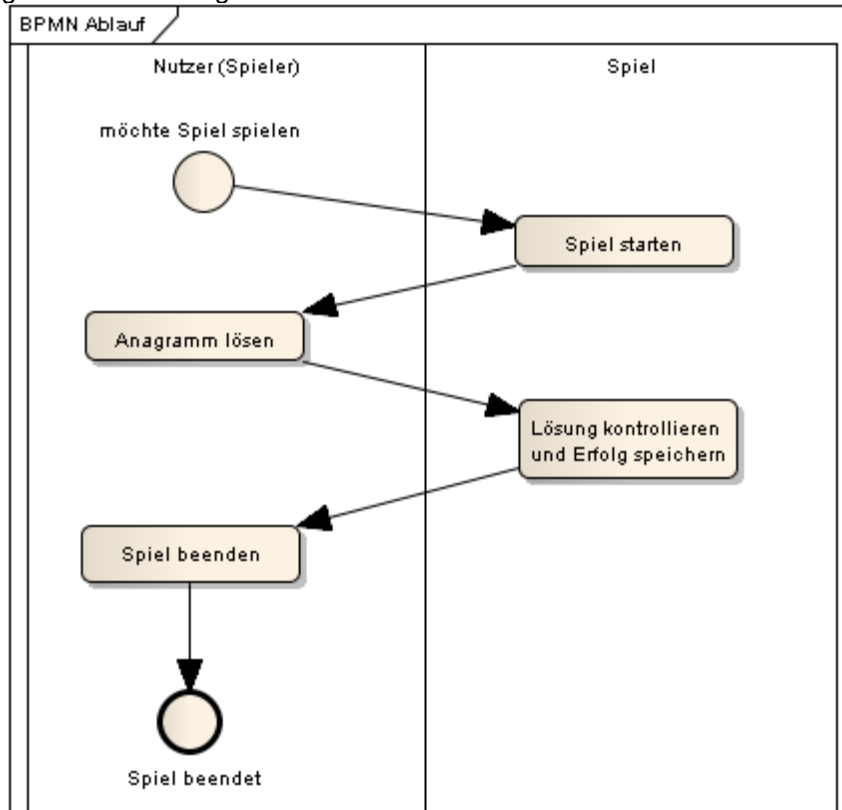 BPMN Ablauf
Nutzer (Spieler)
Spiel
möchte Spiel spielen
Spiel starten
Anagramm lösen
Lösung kontrollieren
und Erfolg speichern
Spiel beenden
Spiel beendet